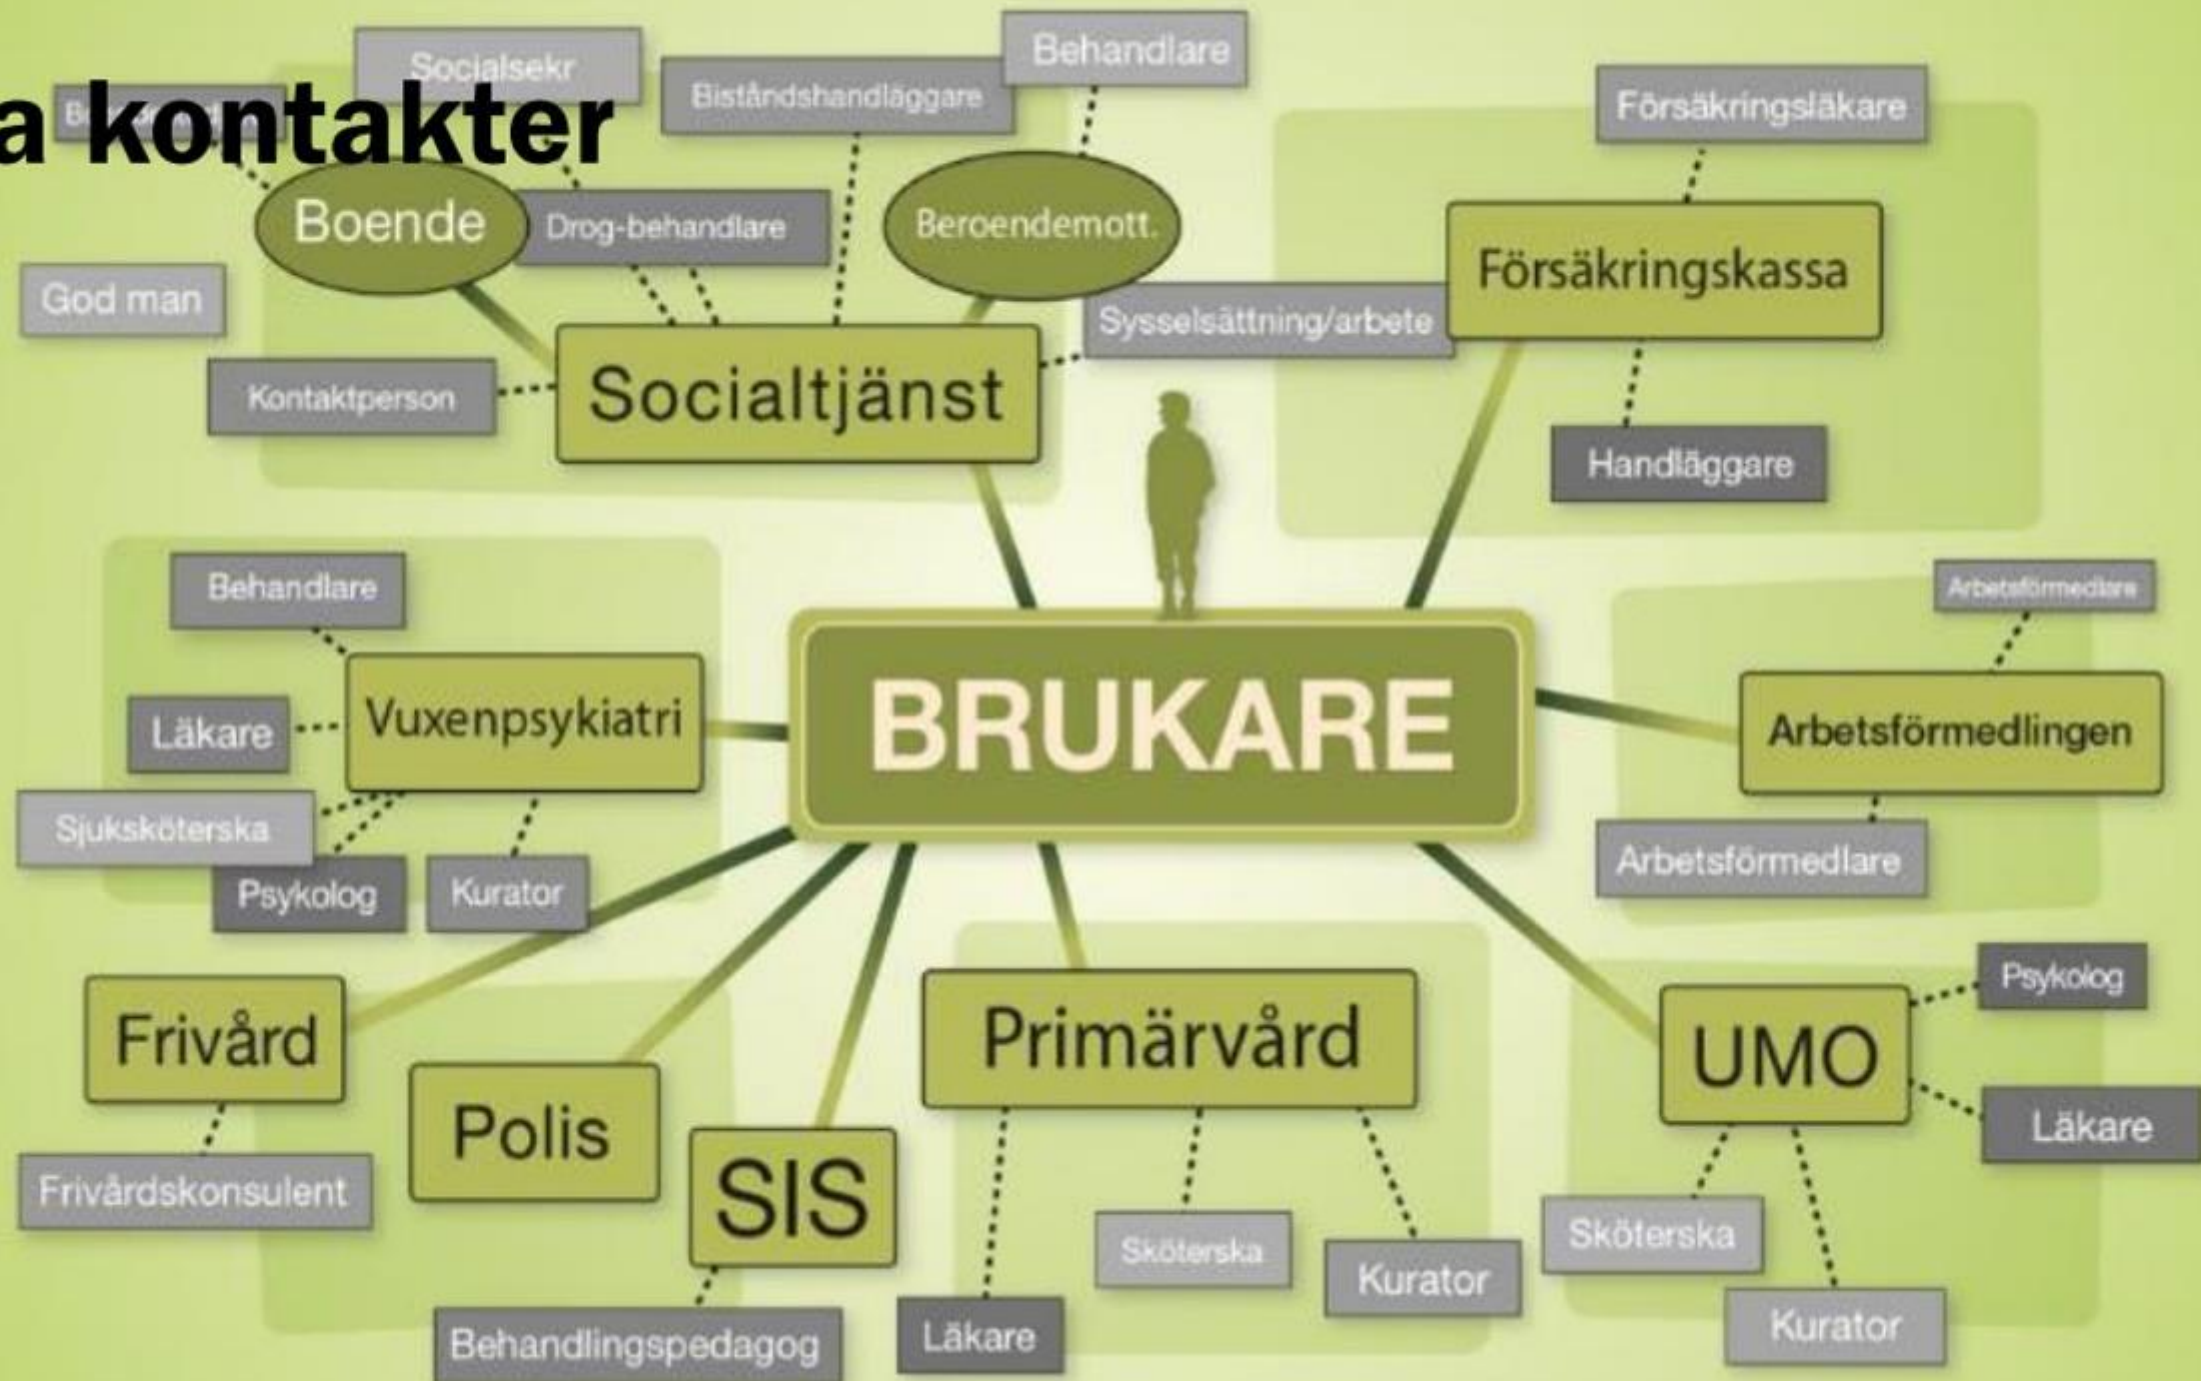 a kontakter
Socialsekr
Biståndshandläggare
Behandlare
Försäkringsläkare
Boende
Drog-behandlare
Beroendemott.
Försäkringskassa
God man
Sysselsättning/arbete
Kontaktperson
Socialtjänst
Handläggare
Behandlare
Arbetsförmedlare
Läkare
Vuxenpsykiatri
BRUKARE
Arbetsförmedlingen
Sjuksköterska
Psykolog
Kurator
Arbetsförmedlare
Frivård
Polis
SIS
Primärvård
UMO
Psykolog
Läkare
Frivårdskonsulent
Sköterska
Kurator
Sköterska
Kurator
Behandlingspedagog
Läkare